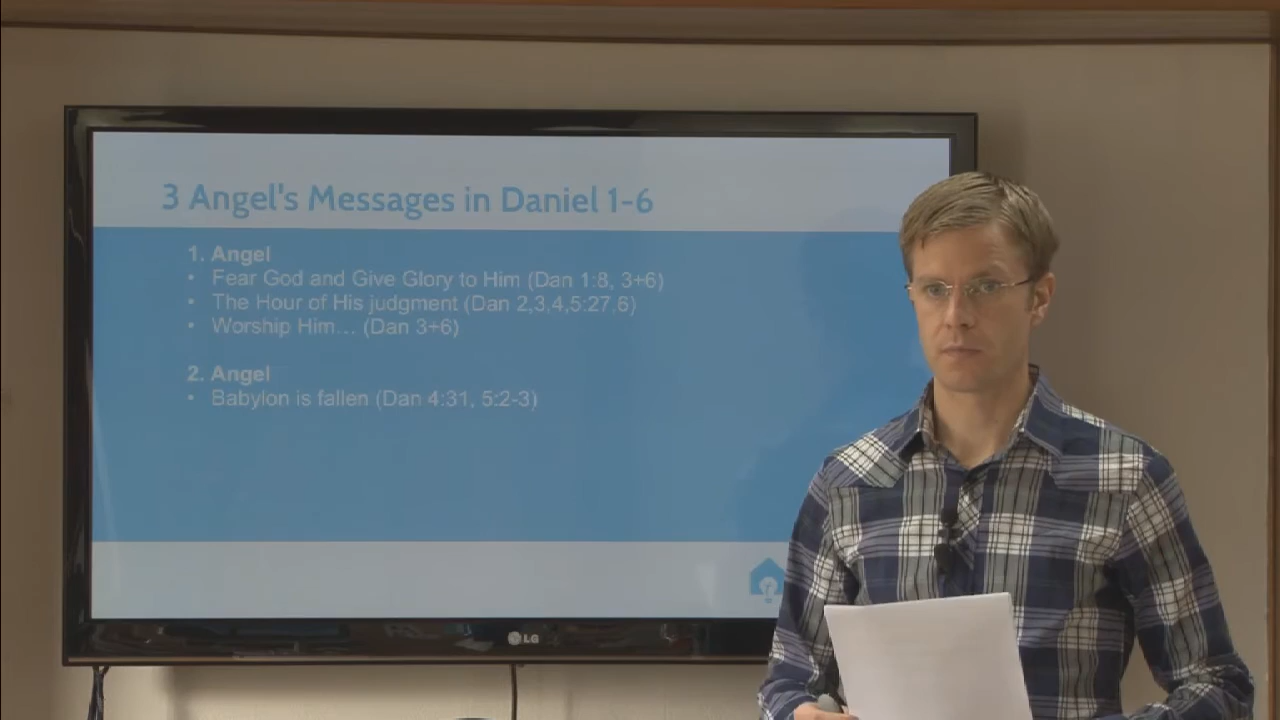 3 Angel's Messages in Daniel 1-6
1. Angel
• Fear God and Give Glory to Him (Dan 1:8, 3+6)
• The Hour of His judgment (Dan 2,3,4,5:27,6)
• Worship Him... (Dan 3+6)
2. Angel
• Babylon is fallen (Dan 4:31, 5:2-3)
LG